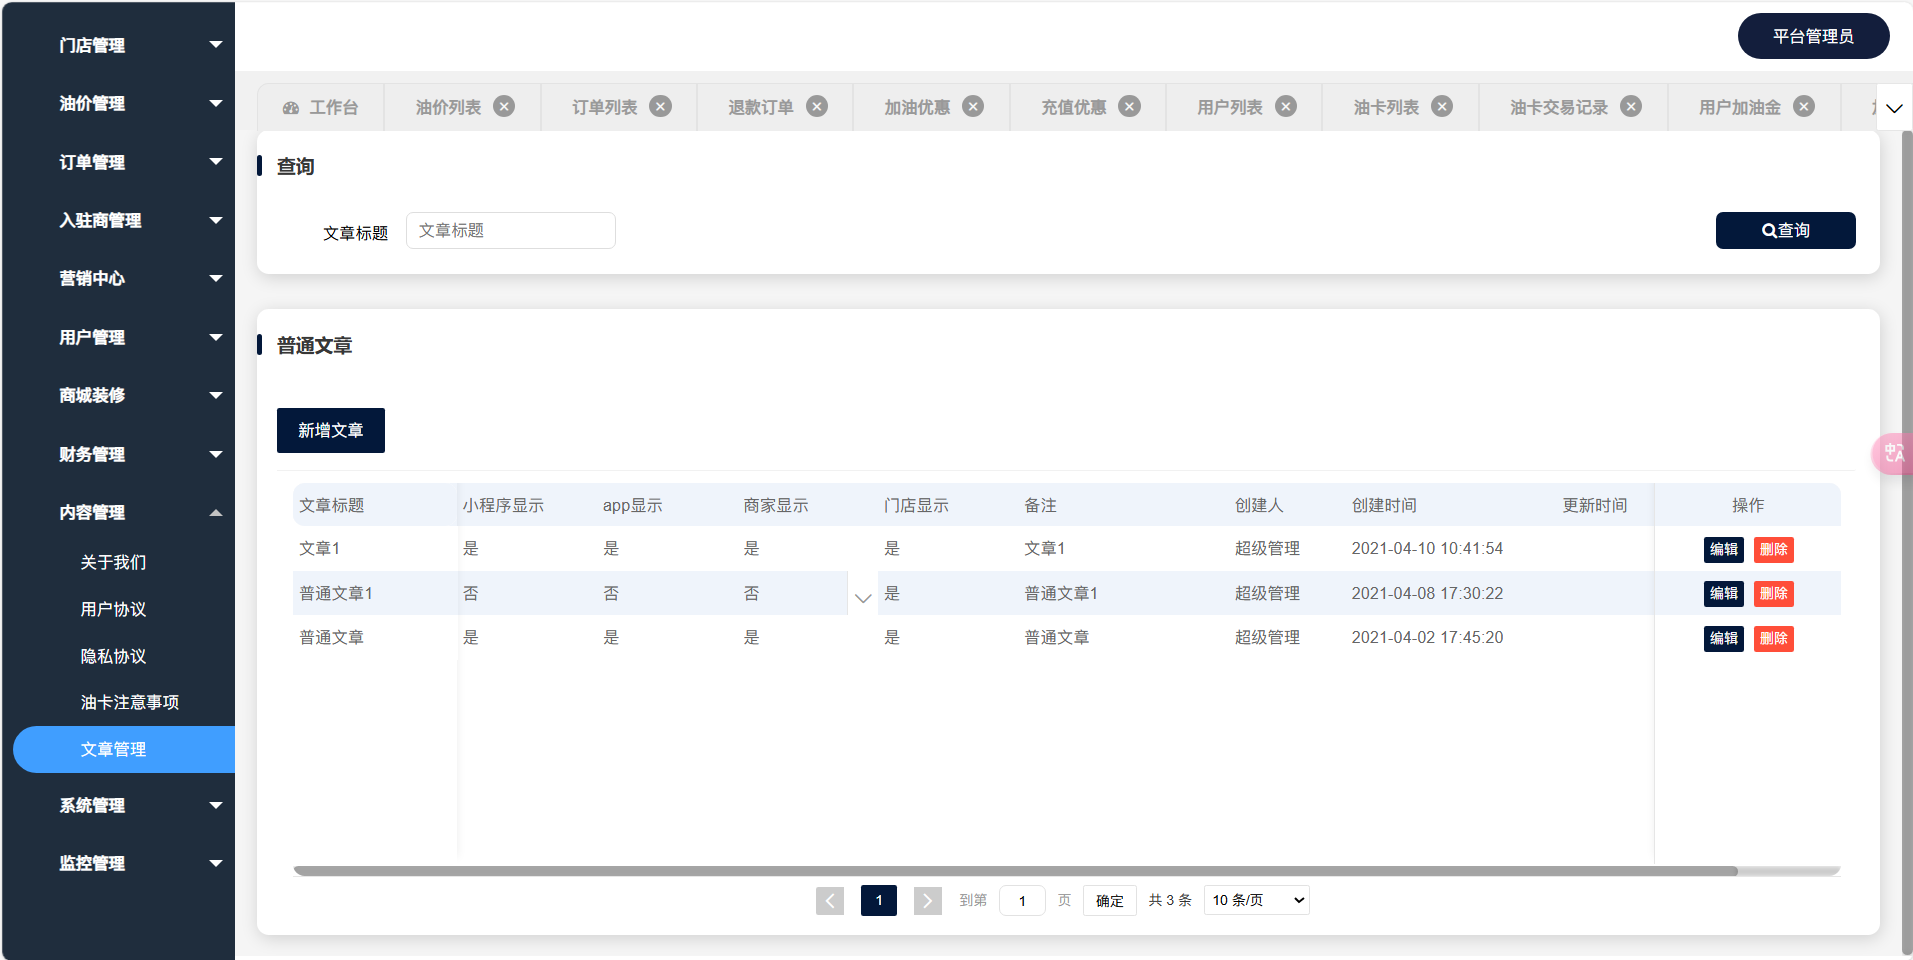 平台管理员
门店管理
油价管理
订单管理
入驻商管理
营销中心
用户管理
商城装修
财务管理
内容管理
关于我们
用户协议
隐私协议
油卡注意事项
文章管理
系统管理
监控管理
工作台 油价列表 订单列表 退款订单 加油优惠 充值优惠 用户列表 油卡列表 油卡交易记录 用户加油金
查询
文章标题 文章标题 查询
普通文章
新增文章
文章标题 小程序显示 app显示 商家显示 门店显示 备注 创建人 创建时间 更新时间 操作
文章1 是 是 是 是 文章1 超级管理 2021-04-10 10:41:54 编辑 删除
普通文章1 否 否 否 是 普通文章1 超级管理 2021-04-08 17:30:22 编辑 删除
普通文章 是 是 是 是 普通文章 超级管理 2021-04-02 17:45:20 编辑 删除
1 到第 1 页 确定 共 3 条 10 条/页